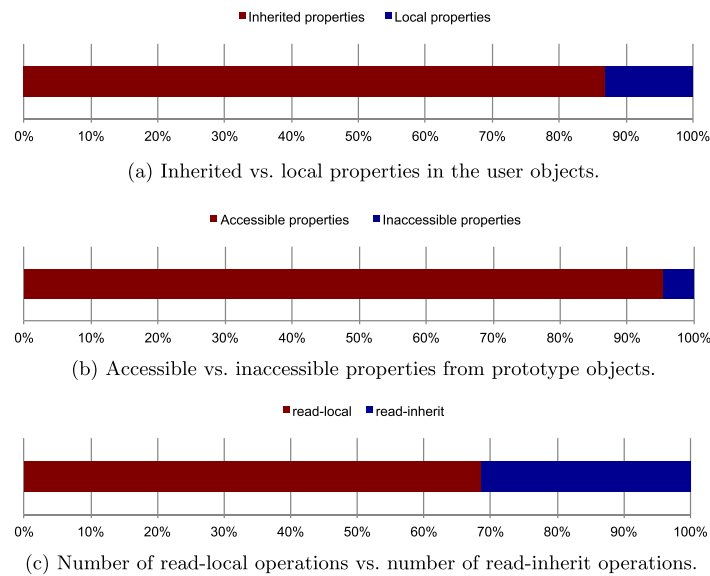 Inherited properties Local properties
0% 10% 20% 30% 40% 50% 60% 70% 80% 90% 100%
(a) Inherited vs. local properties in the user objects.
Accessible properties Inaccessible properties
0% 10% 20% 30% 40% 50% 60% 70% 80% 90% 100%
(b) Accessible vs. inaccessible properties from prototype objects.
read-local read-inherit
0% 10% 20% 30% 40% 50% 60% 70% 80% 90% 100%
(c) Number of read-local operations vs. number of read-inherit operations.